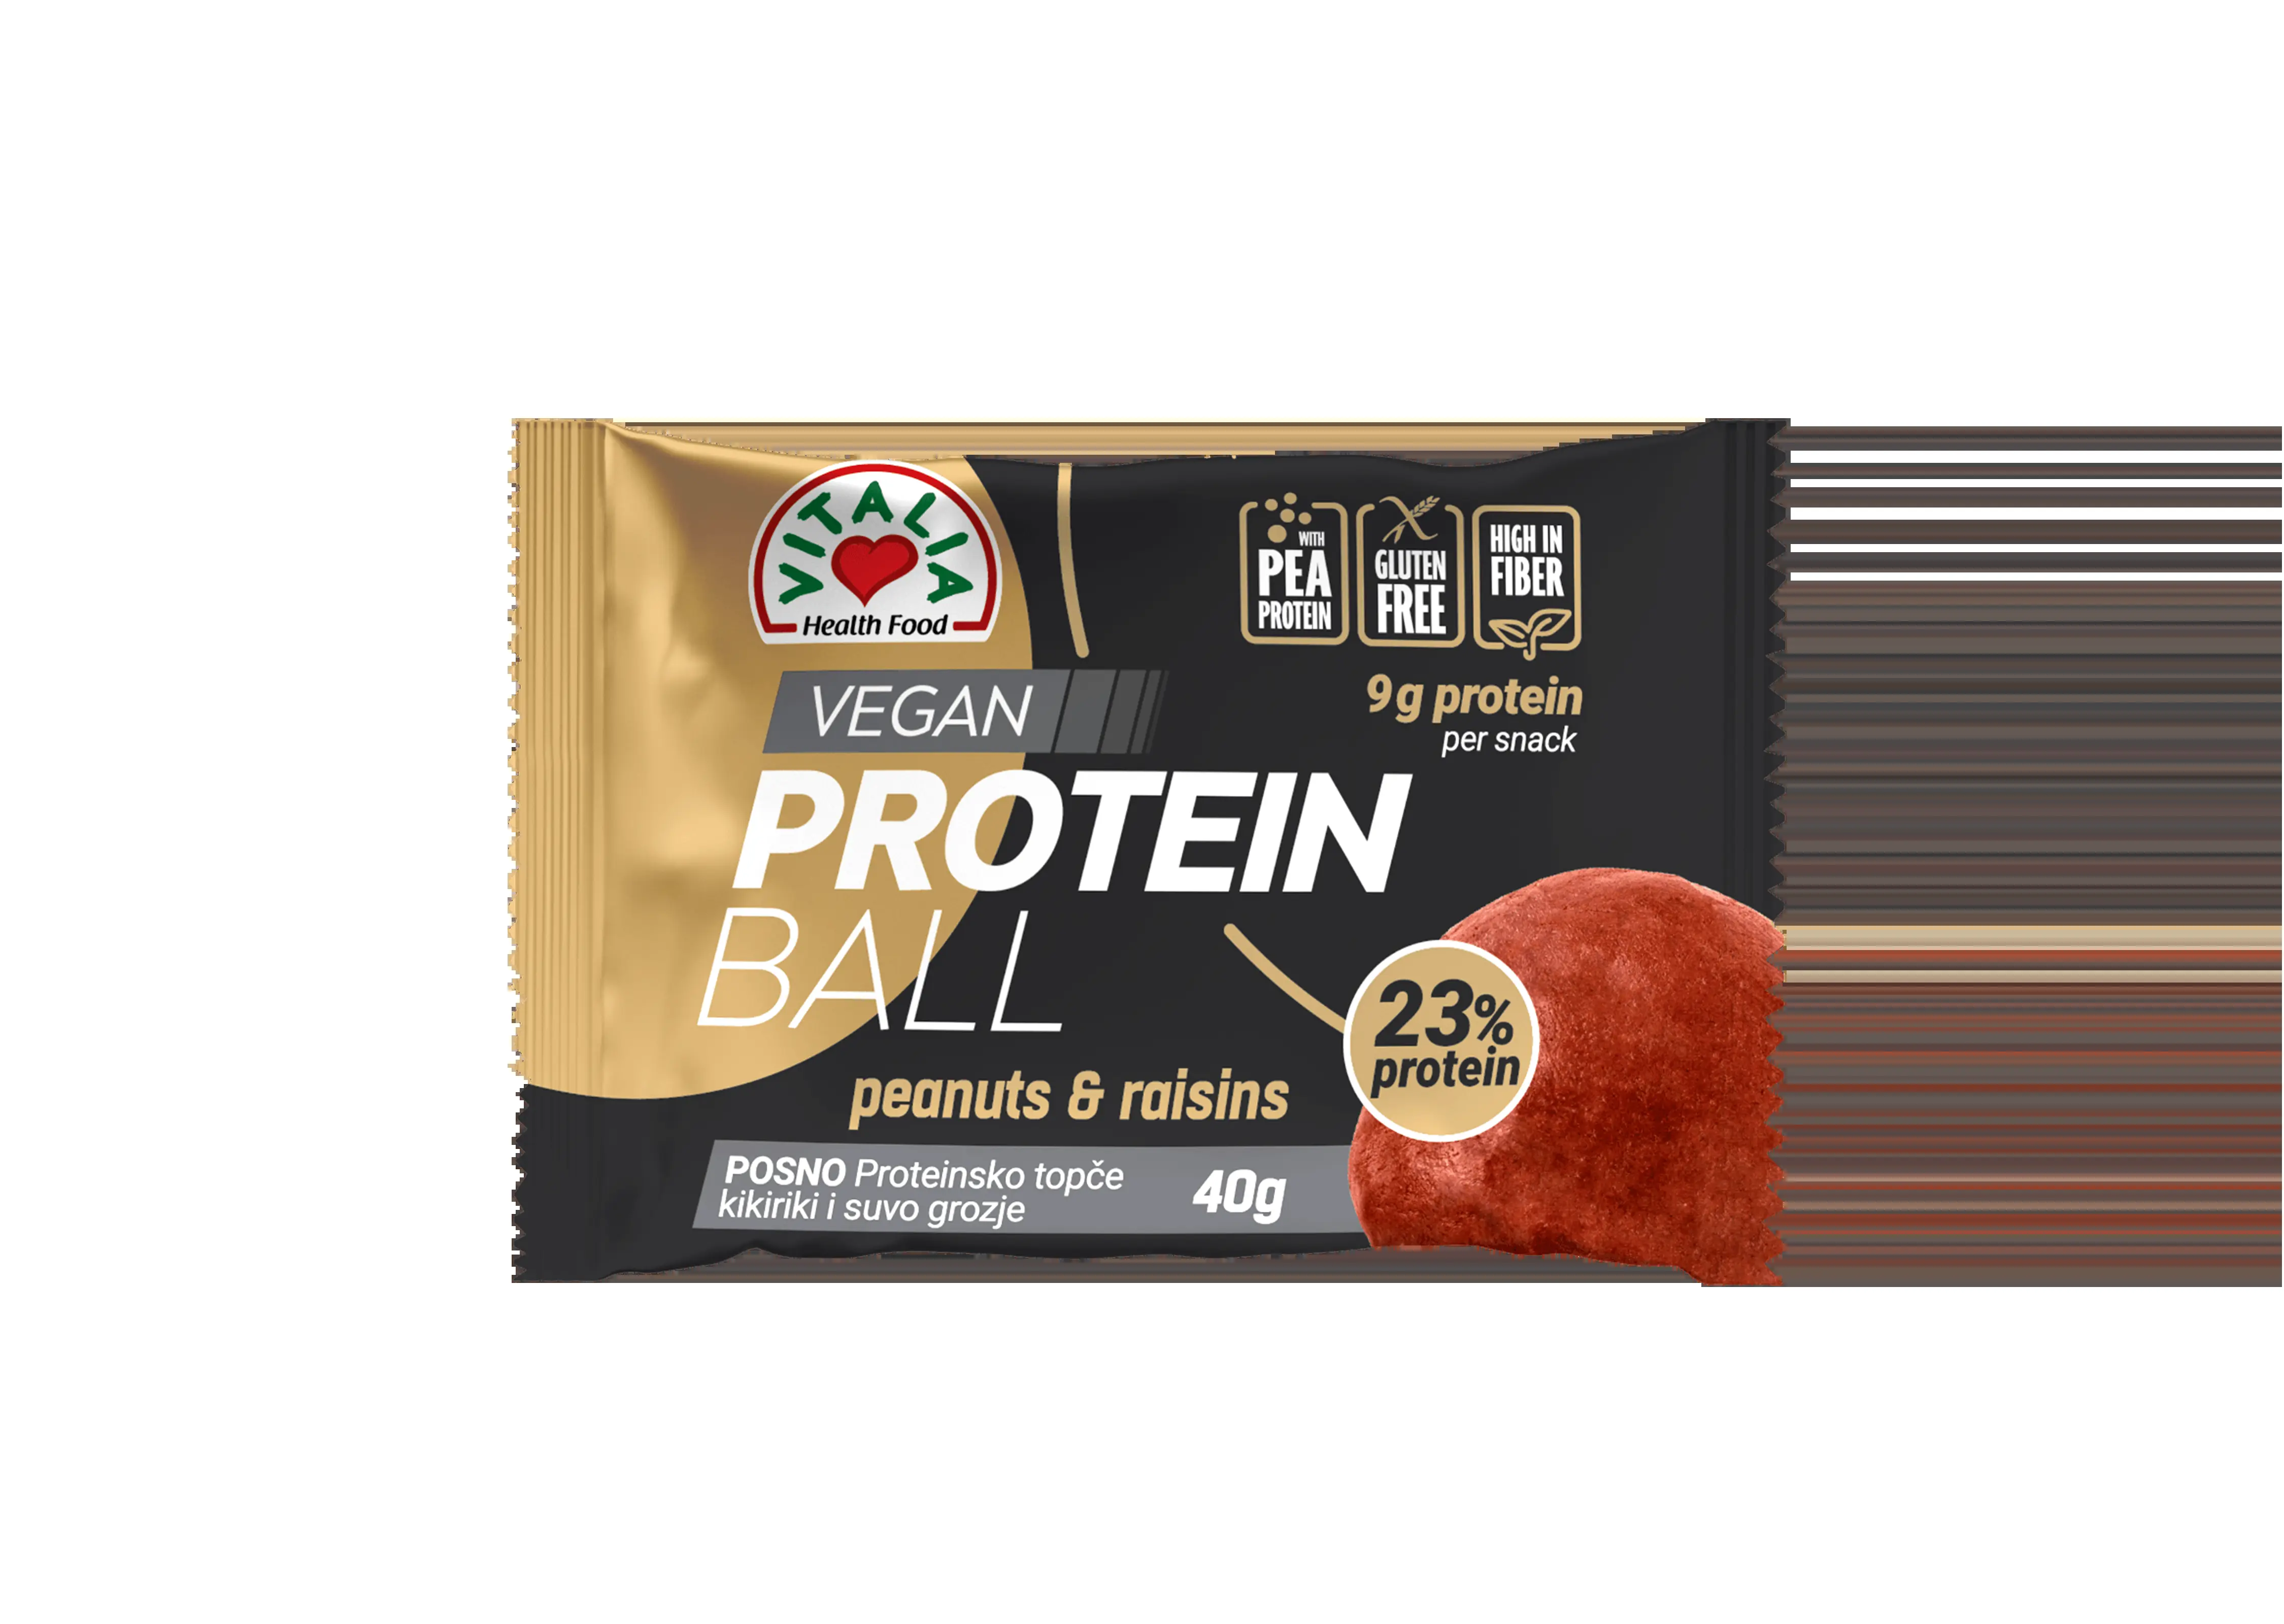 VITALIA
Health Food
WITH
PEA
PROTEIN
GLUTEN
FREE
HIGH IN
FIBER
9g protein
per snack
VEGAN
PROTEIN
BALL
23%
protein
peanuts & raisins
POSNO Proteinsko topče
kikiriki i suvo grozje
40g